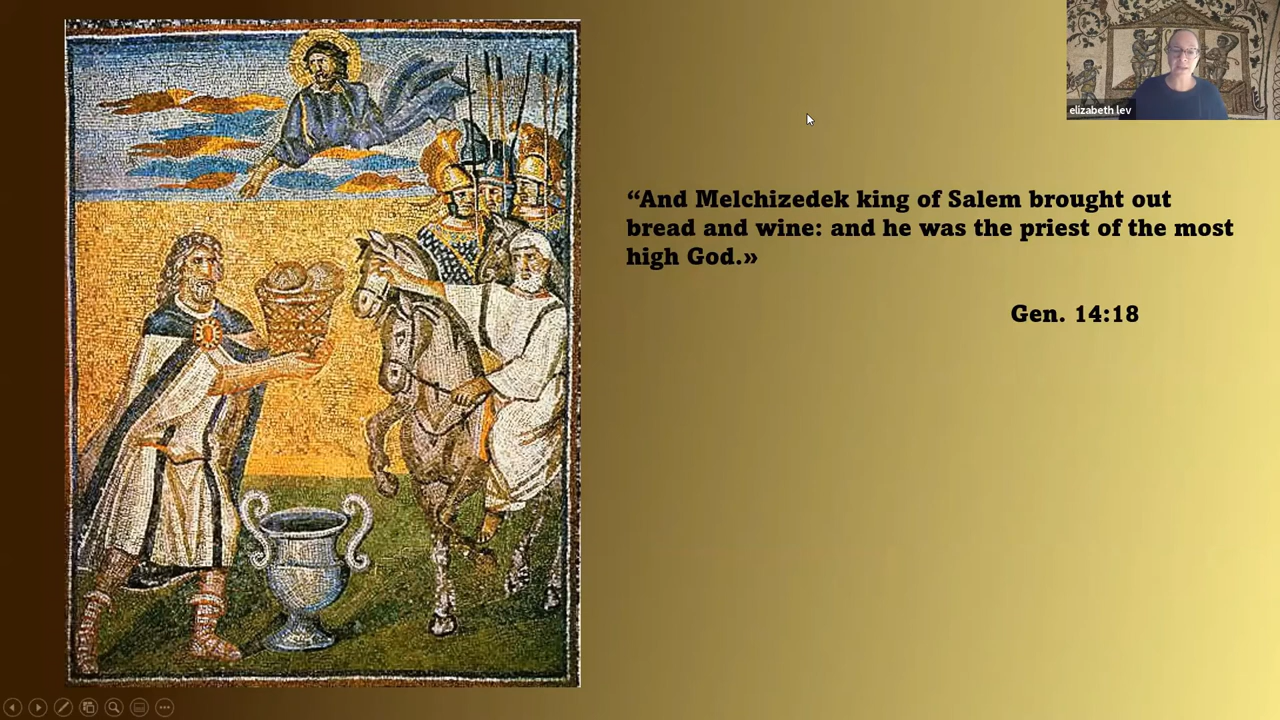 elizabeth lev
“And Melchizedek king of Salem brought out
bread and wine: and he was the priest of the most
high God.»
Gen. 14:18